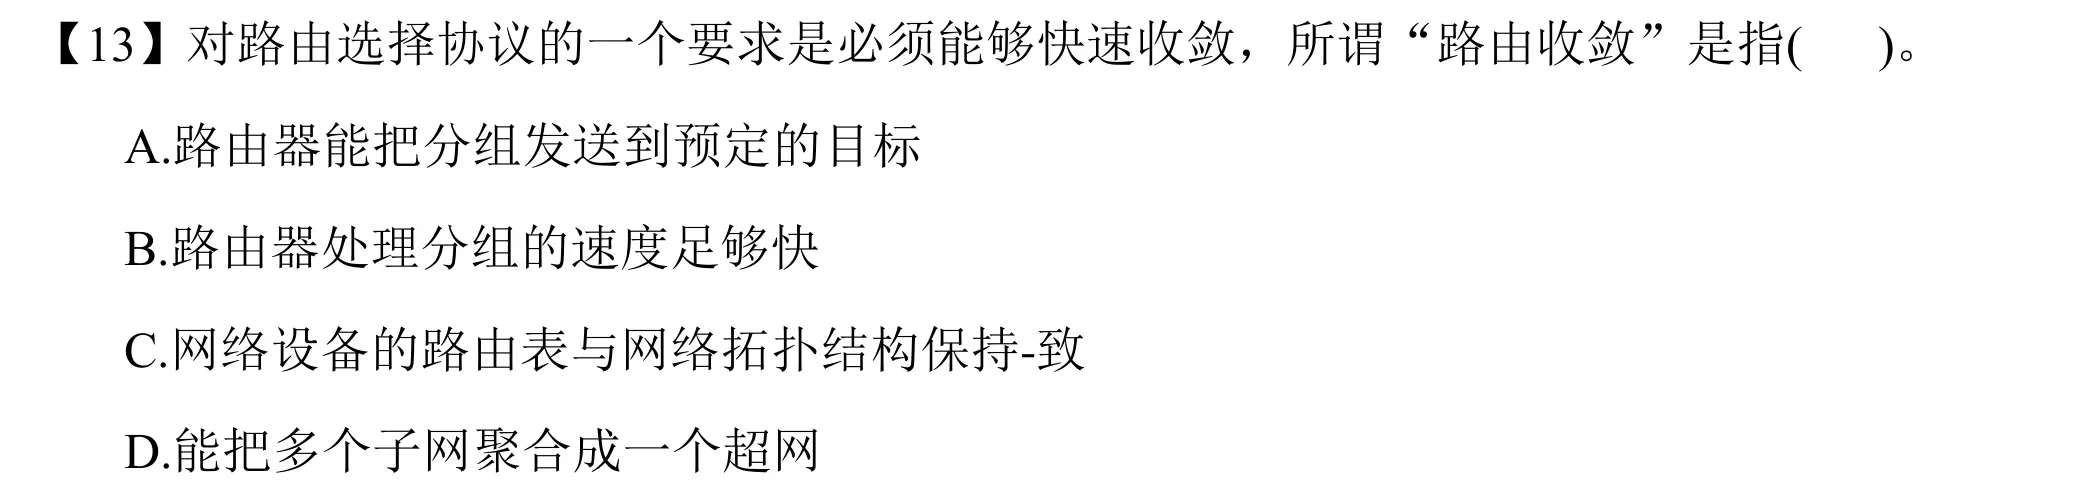 【13】对路由选择协议的一个要求是必须能够快速收敛，所谓“路由收敛”是指(　　)。
A.路由器能把分组发送到预定的目标
B.路由器处理分组的速度足够快
C.网络设备的路由表与网络拓扑结构保持-致
D.能把多个子网聚合成一个超网